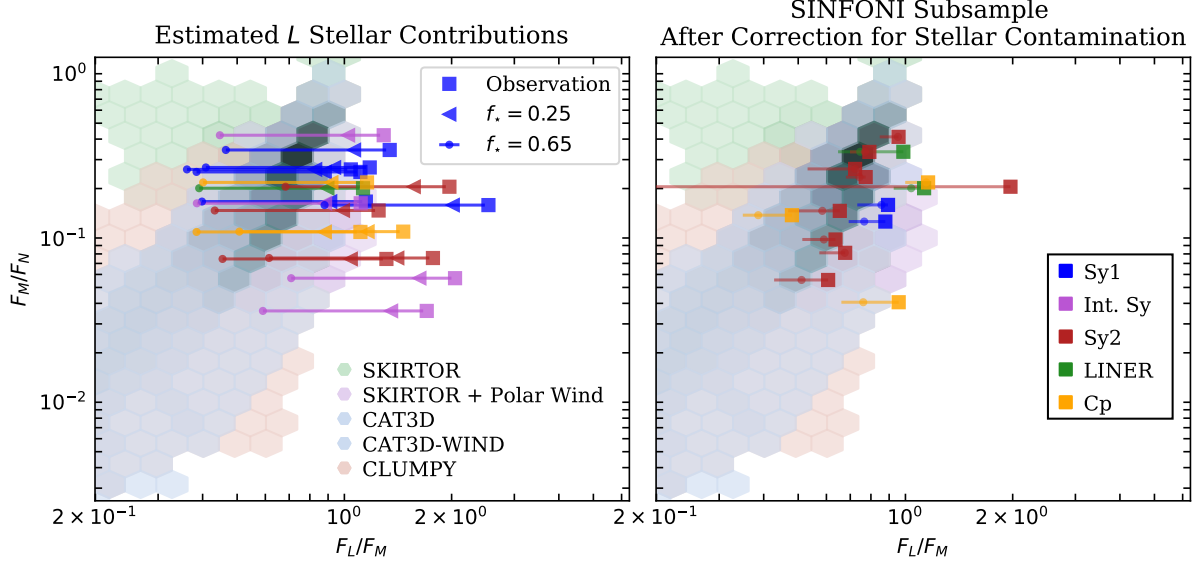 Estimated L Stellar Contributions
Observation
f⋆ = 0.25
f⋆ = 0.65
SKIRTOR
SKIRTOR + Polar Wind
CAT3D
CAT3D-WIND
CLUMPY
10⁰
10⁻¹
10⁻²
F_M/F_N
2 × 10⁻¹
10⁰
2 × 10⁰
F_L/F_M
SINFONI Subsample
After Correction for Stellar Contamination
Sy1
Int. Sy
Sy2
LINER
Cp
2 × 10⁻¹
10⁰
2 × 10⁰
F_L/F_M